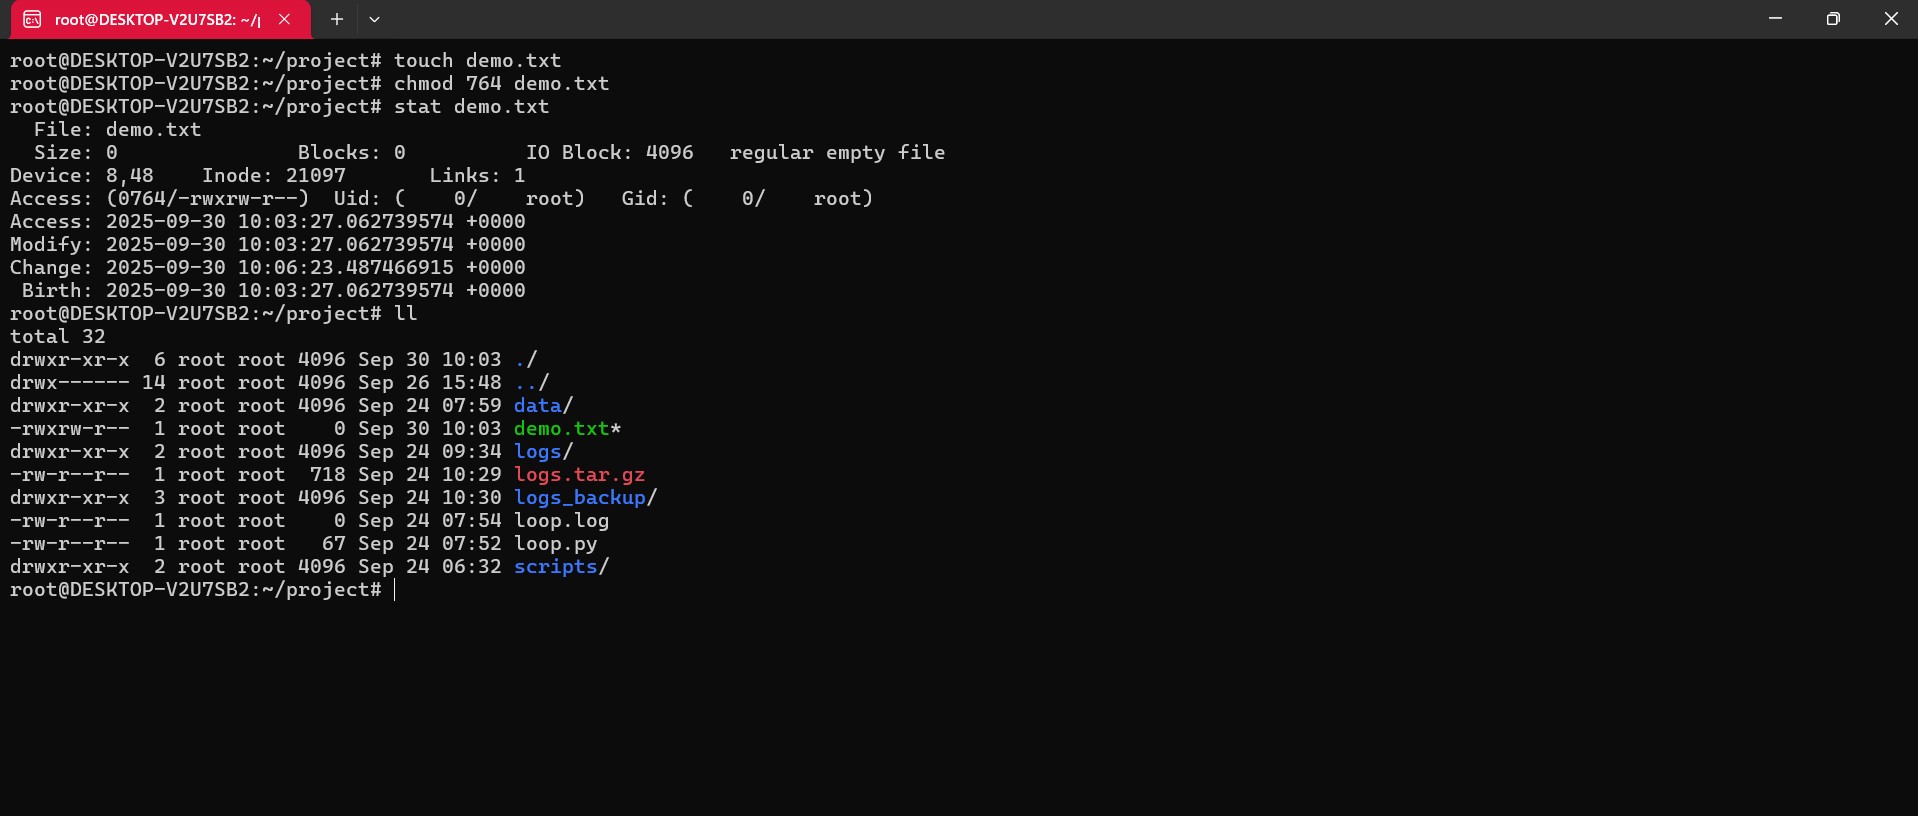 root@DESKTOP-V2U7SB2: ~/p
root@DESKTOP-V2U7SB2:~/project# touch demo.txt
root@DESKTOP-V2U7SB2:~/project# chmod 764 demo.txt
root@DESKTOP-V2U7SB2:~/project# stat demo.txt
  File: demo.txt
  Size: 0               Blocks: 0          IO Block: 4096   regular empty file
Device: 8,48    Inode: 21097       Links: 1
Access: (0764/-rwxrw-r--)  Uid: (    0/    root)   Gid: (    0/    root)
Access: 2025-09-30 10:03:27.062739574 +0000
Modify: 2025-09-30 10:03:27.062739574 +0000
Change: 2025-09-30 10:06:23.487466915 +0000
 Birth: 2025-09-30 10:03:27.062739574 +0000
root@DESKTOP-V2U7SB2:~/project# ll
total 32
drwxr-xr-x  6 root root 4096 Sep 30 10:03 ./
drwx------ 14 root root 4096 Sep 26 15:48 ../
drwxr-xr-x  2 root root 4096 Sep 24 07:59 data/
-rwxrw-r--  1 root root    0 Sep 30 10:03 demo.txt*
drwxr-xr-x  2 root root 4096 Sep 24 09:34 logs/
-rw-r--r--  1 root root  718 Sep 24 10:29 logs.tar.gz
drwxr-xr-x  3 root root 4096 Sep 24 10:30 logs_backup/
-rw-r--r--  1 root root    0 Sep 24 07:54 loop.log
-rw-r--r--  1 root root   67 Sep 24 07:52 loop.py
drwxr-xr-x  2 root root 4096 Sep 24 06:32 scripts/
root@DESKTOP-V2U7SB2:~/project#